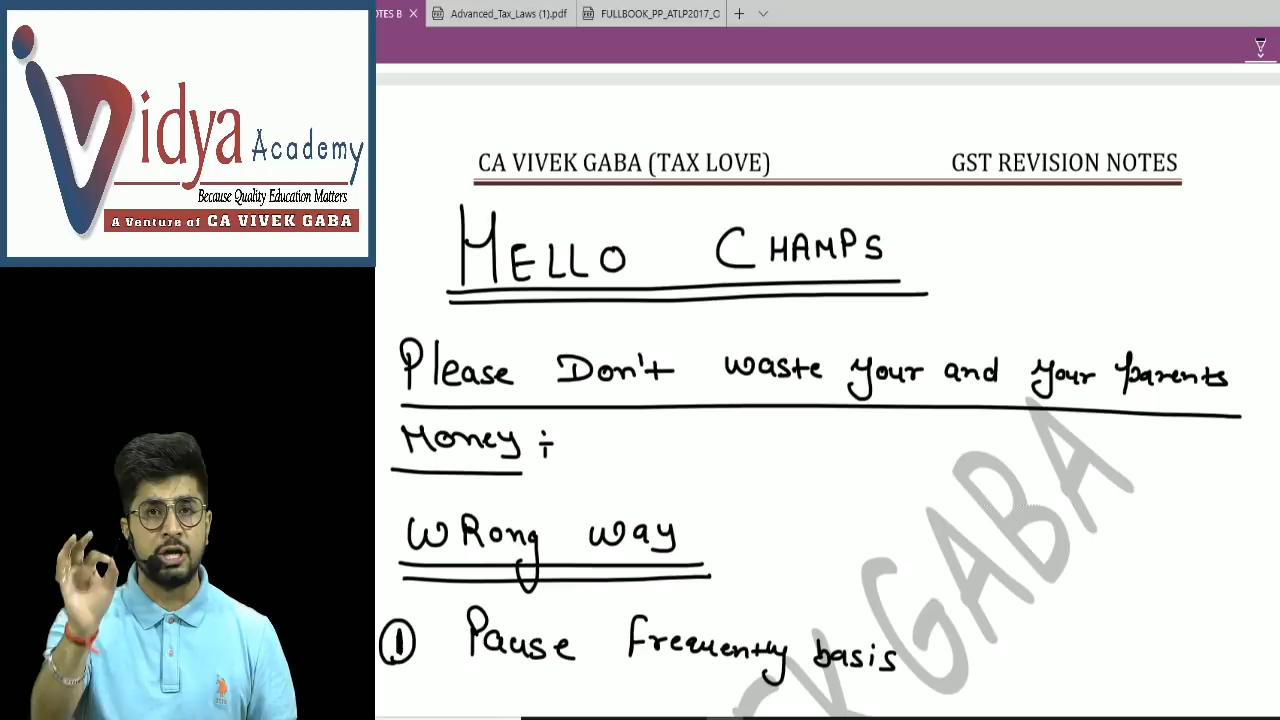 OTES B
Advanced_Tax_Laws (1).pdf
FULLBOOK_PP_ATLP2017_O
Vidya Academy
Because Quality Education Matters
A Venture of CA VIVEK GABA
CA VIVEK GABA (TAX LOVE) GST REVISION NOTES
HELLO CHAMPS
Please Don't waste your and your parents
Money :
Wrong way
① Pause frequently basis
K GABA